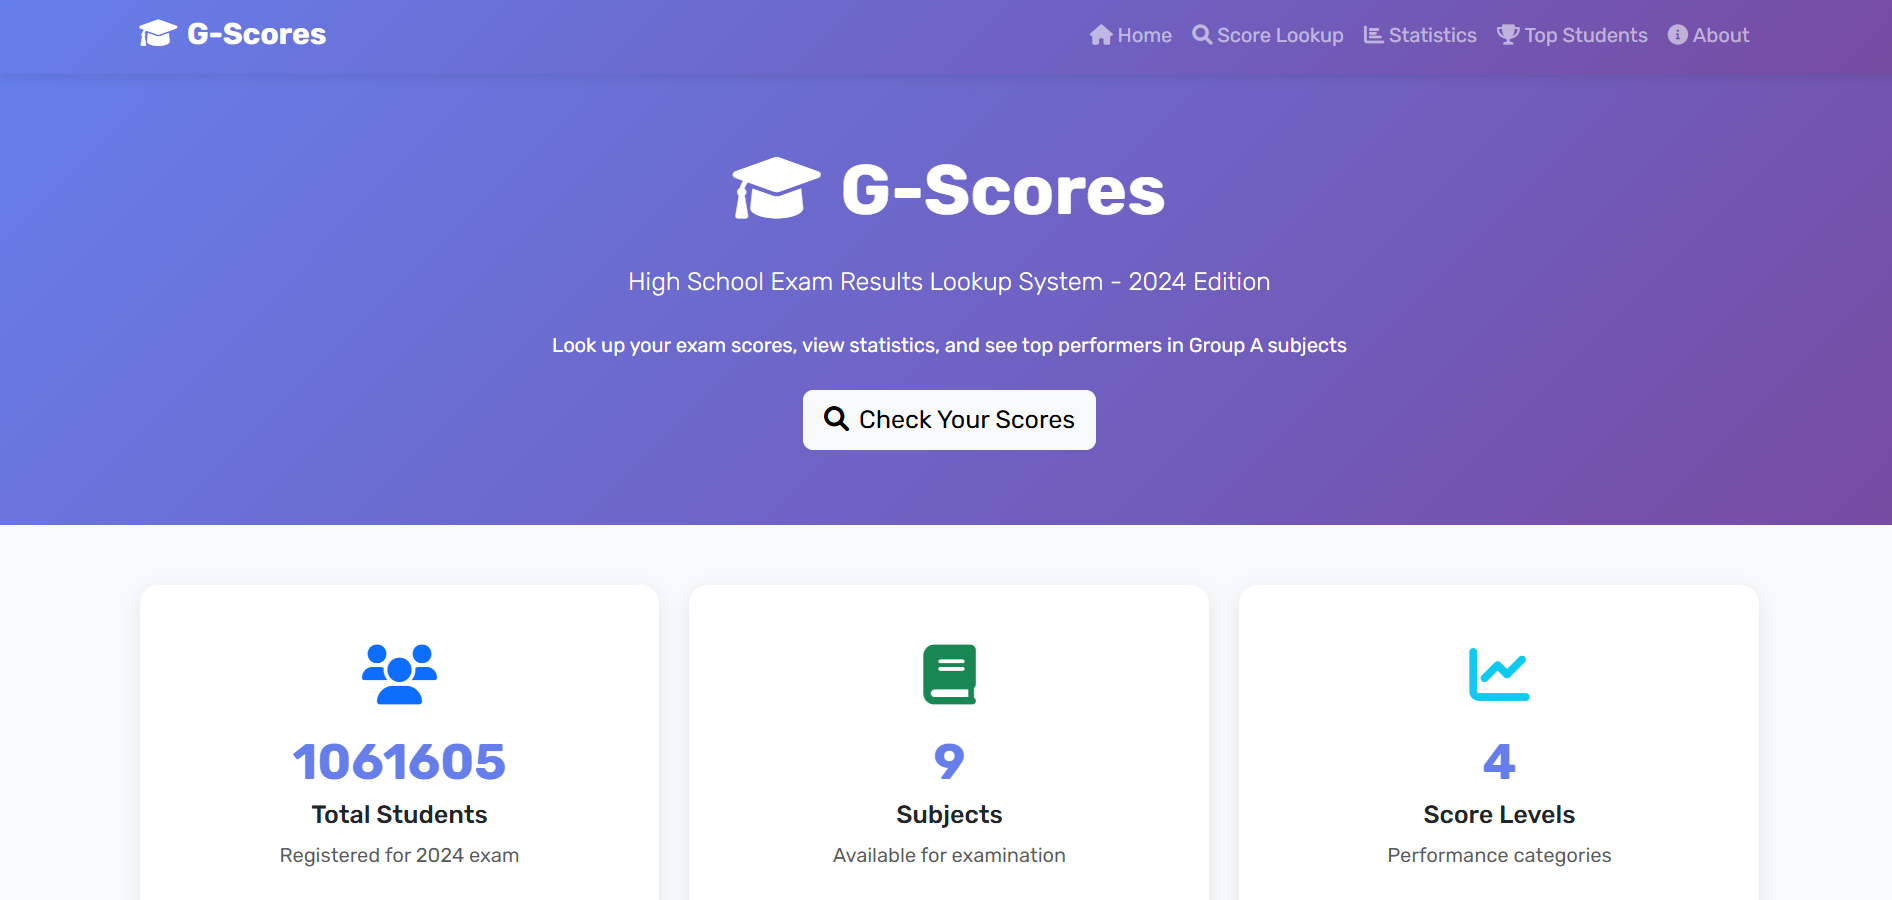 G-Scores
Home Score Lookup Statistics Top Students About
G-Scores
High School Exam Results Lookup System - 2024 Edition
Look up your exam scores, view statistics, and see top performers in Group A subjects
Check Your Scores
1061605
Total Students
Registered for 2024 exam
9
Subjects
Available for examination
4
Score Levels
Performance categories